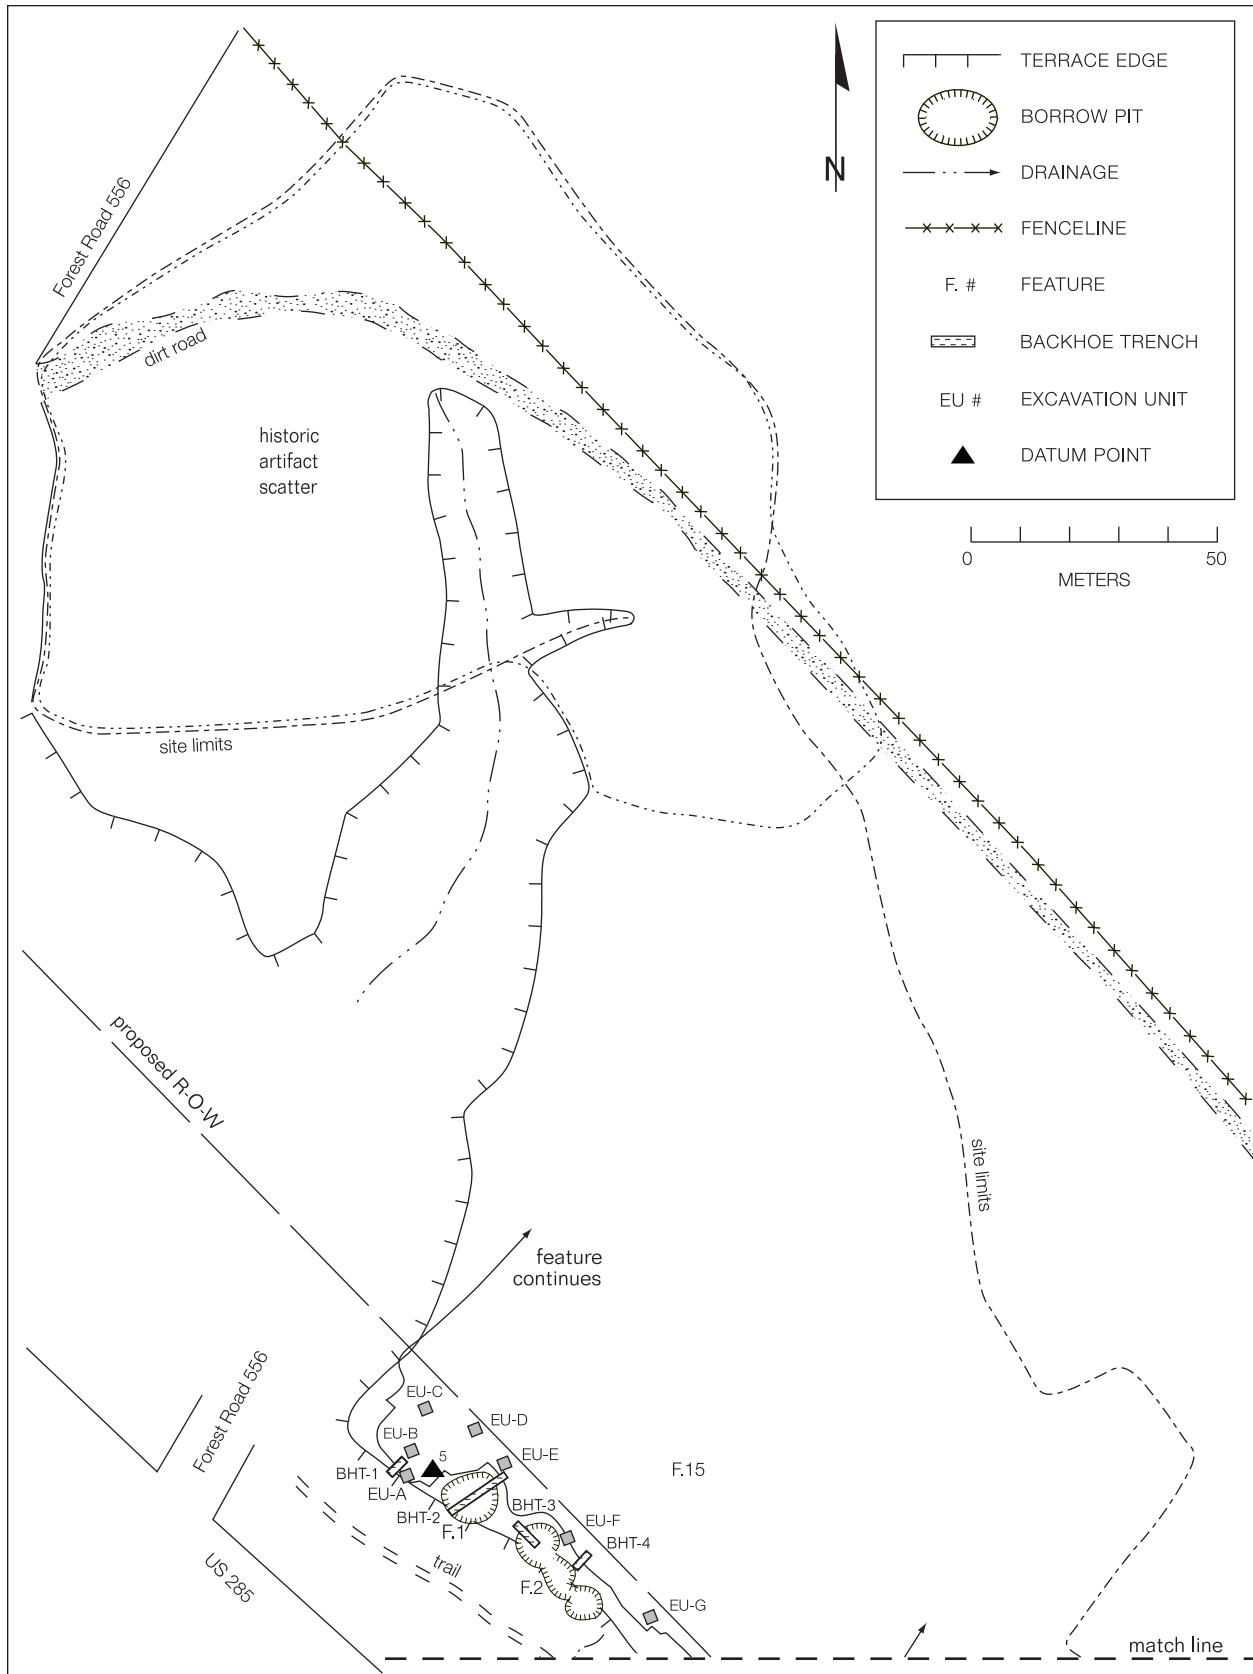 TERRACE EDGE
BORROW PIT
DRAINAGE
FENCELINE
F. # FEATURE
BACKHOE TRENCH
EU # EXCAVATION UNIT
DATUM POINT
N
0 50
METERS
Forest Road 556
dirt road
historic
artifact
scatter
site limits
proposed R-O-W
site limits
feature
continues
Forest Road 556
EU-C
EU-D
EU-B
5
EU-E
BHT-1
EU-A
F.15
BHT-2
BHT-3
F.1
EU-F
BHT-4
trail
US 285
F.2
EU-G
match line